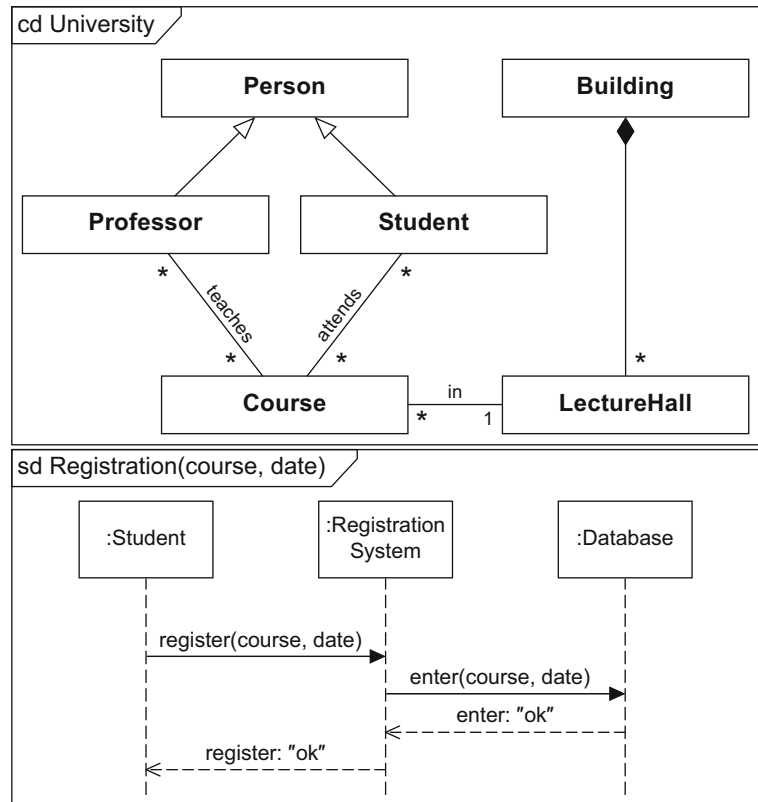 cd University
Person
Building
Professor
Student
*
*
teaches
attends
*
*
*
Course
in
LectureHall
*
1
sd Registration(course, date)
:Student
:Registration
System
:Database
register(course, date)
enter(course, date)
enter: "ok"
register: "ok"